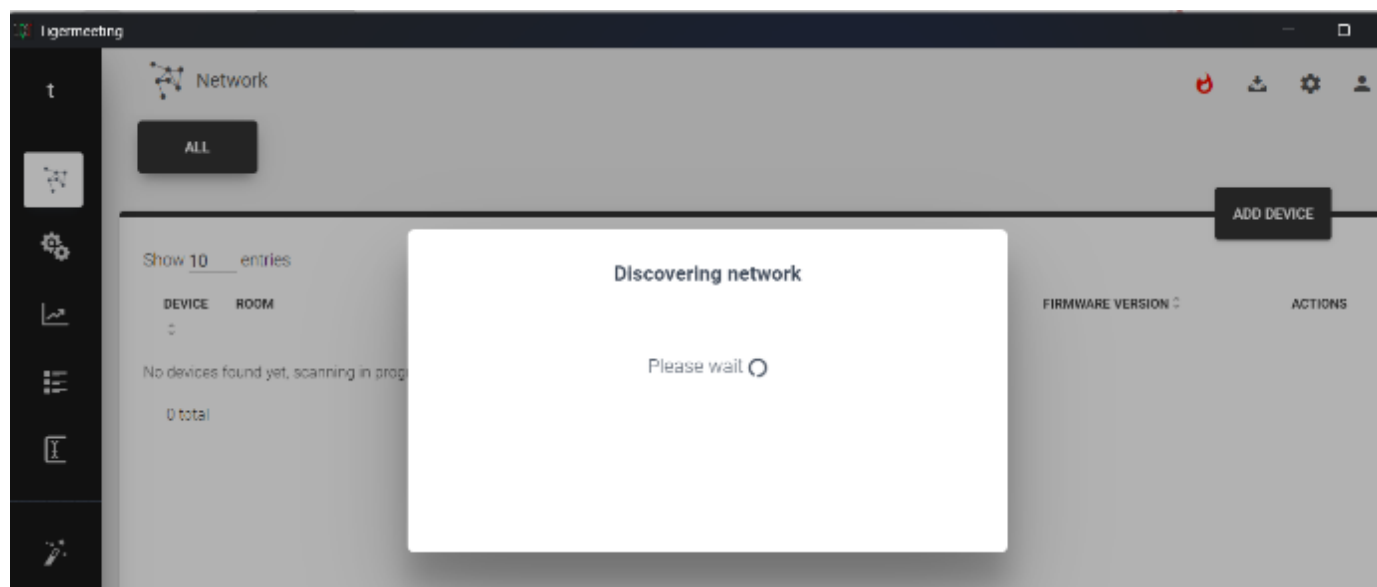 Tigermeeting
t
Network
ALL
ADD DEVICE
Show 10 entries
Discovering network
DEVICE ROOM
FIRMWARE VERSION
ACTIONS
Please wait
No devices found yet, scanning in prog
0 total